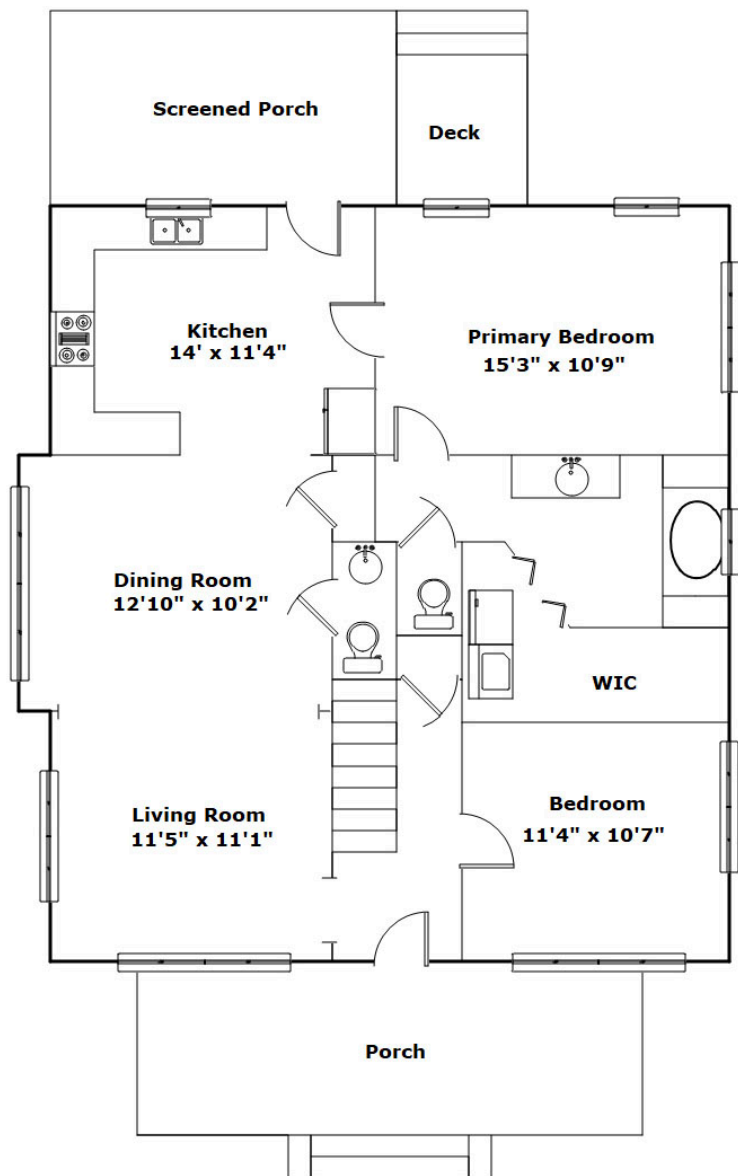 Screened Porch
Deck
Kitchen
14' x 11'4"
Primary Bedroom
15'3" x 10'9"
Dining Room
12'10" x 10'2"
WIC
Living Room
11'5" x 11'1"
Bedroom
11'4" x 10'7"
Porch